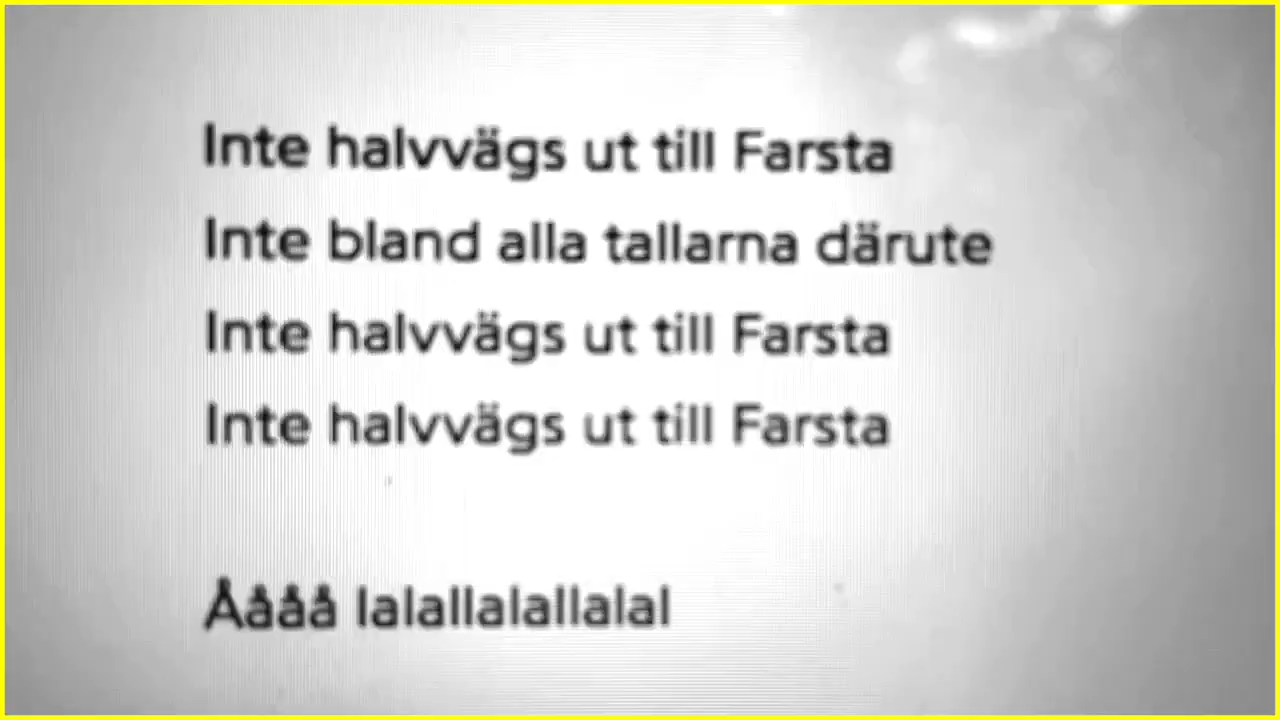 Inte halvvägs ut till Farsta
Inte bland alla tallarna därute
Inte halvvägs ut till Farsta
Inte halvvägs ut till Farsta
Åååå lalallalallalal